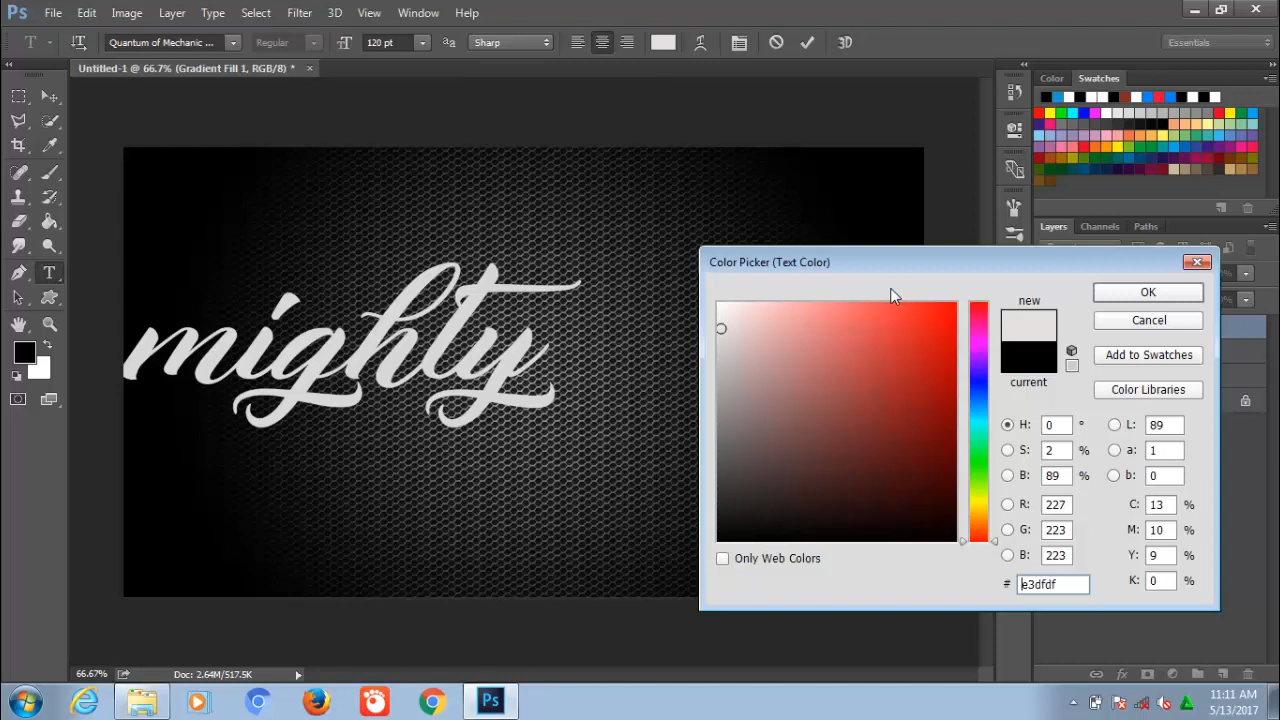 Ps File Edit Image Layer Type Select Filter 3D View Window Help
T Quantum of Mechanic ... Regular 120 pt aa Sharp 3D Essentials
Untitled-1 @ 66.7% (Gradient Fill 1, RGB/8) * ×
Color Swatches
Layers Channels Paths
mighty
Color Picker (Text Color)
new
OK
Cancel
Add to Swatches
current
Color Libraries
H: 0 ° L: 89
S: 2 % a: 1
B: 89 % b: 0
R: 227 C: 13 %
G: 223 M: 10 %
B: 223 Y: 9 %
Only Web Colors
# e3dfdf K: 0 %
66.67% Doc: 2.64M/517.5K
fx
Ps
11:11 AM
5/13/2017